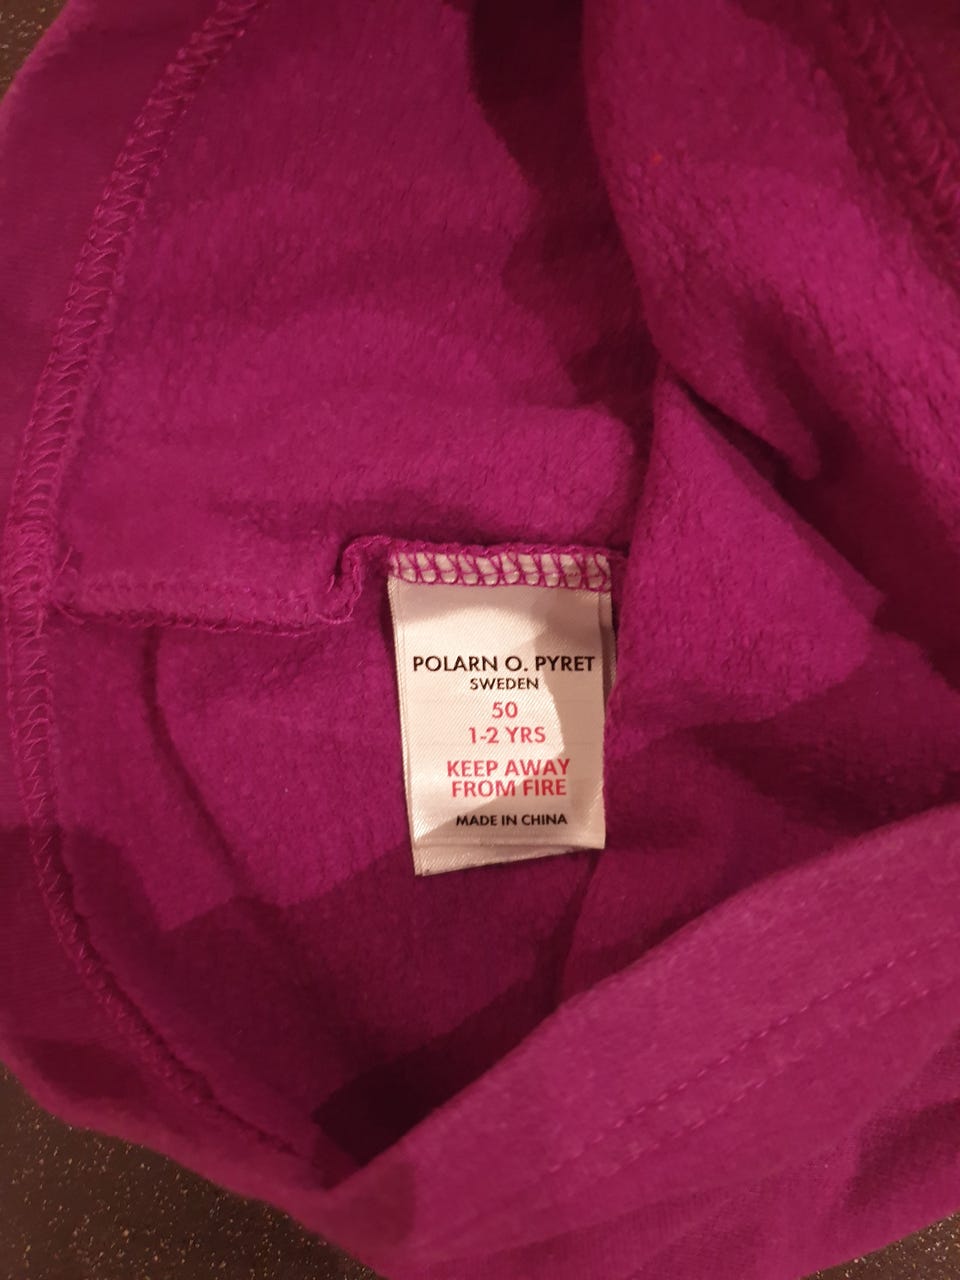 POLARN O. PYRET
SWEDEN
50
1-2 YRS
KEEP AWAY
FROM FIRE
MADE IN CHINA